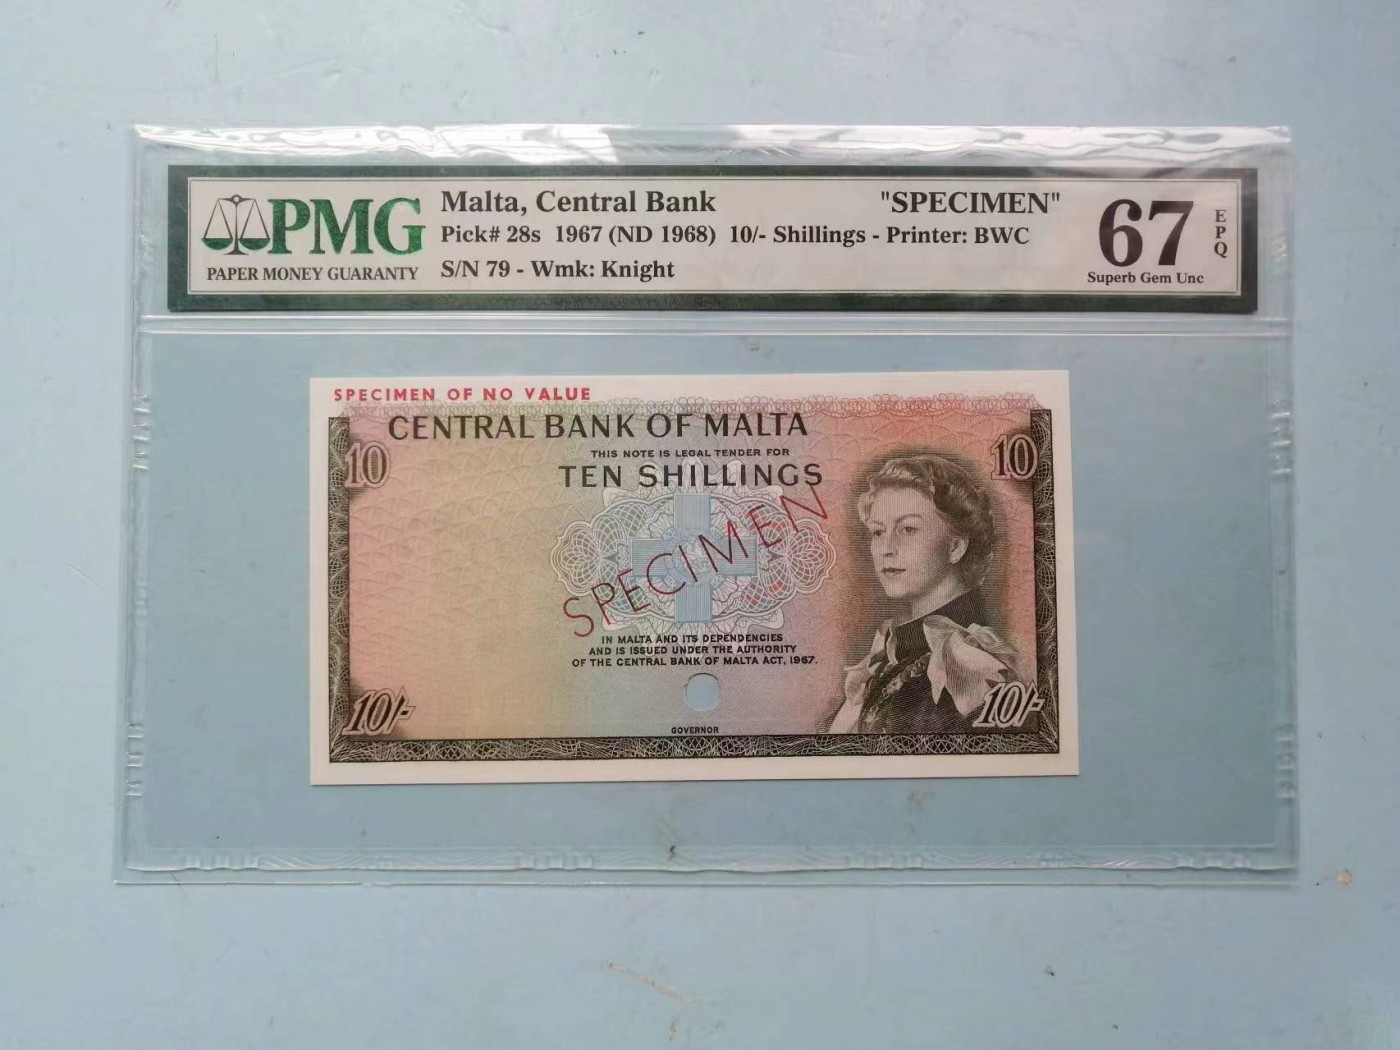 PMG
PAPER MONEY GUARANTY
Malta, Central Bank "SPECIMEN"
Pick# 28s 1967 (ND 1968) 10/- Shillings - Printer: BWC
S/N 79 - Wmk: Knight
67
EPQ
Superb Gem Unc
SPECIMEN OF NO VALUE
CENTRAL BANK OF MALTA
THIS NOTE IS LEGAL TENDER FOR
10
10
TEN SHILLINGS
SPECIMEN
IN MALTA AND ITS DEPENDENCIES
AND IS ISSUED UNDER THE AUTHORITY
OF THE CENTRAL BANK OF MALTA ACT, 1967.
10/-
10/-
GOVERNOR